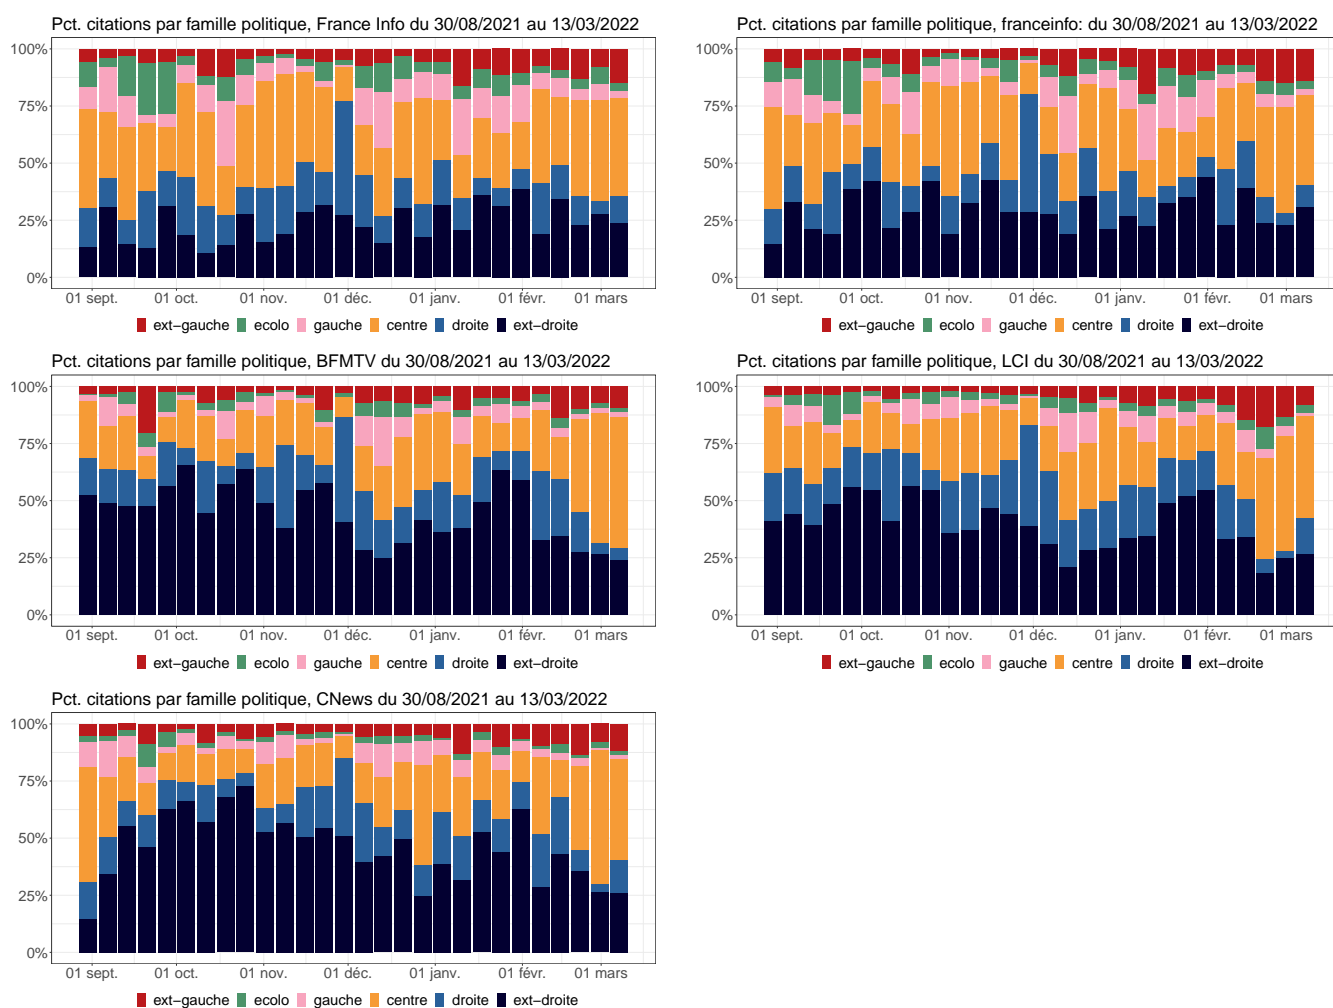 Pct. citations par famille politique, France Info du 30/08/2021 au 13/03/2022
100%
75%
50%
25%
0%
01 sept. 01 oct. 01 nov. 01 déc. 01 janv. 01 févr. 01 mars
ext-gauche ecolo gauche centre droite ext-droite
Pct. citations par famille politique, franceinfo: du 30/08/2021 au 13/03/2022
100%
75%
50%
25%
0%
01 sept. 01 oct. 01 nov. 01 déc. 01 janv. 01 févr. 01 mars
ext-gauche ecolo gauche centre droite ext-droite
Pct. citations par famille politique, BFMTV du 30/08/2021 au 13/03/2022
100%
75%
50%
25%
0%
01 sept. 01 oct. 01 nov. 01 déc. 01 janv. 01 févr. 01 mars
ext-gauche ecolo gauche centre droite ext-droite
Pct. citations par famille politique, LCI du 30/08/2021 au 13/03/2022
100%
75%
50%
25%
0%
01 sept. 01 oct. 01 nov. 01 déc. 01 janv. 01 févr. 01 mars
ext-gauche ecolo gauche centre droite ext-droite
Pct. citations par famille politique, CNews du 30/08/2021 au 13/03/2022
100%
75%
50%
25%
0%
01 sept. 01 oct. 01 nov. 01 déc. 01 janv. 01 févr. 01 mars
ext-gauche ecolo gauche centre droite ext-droite